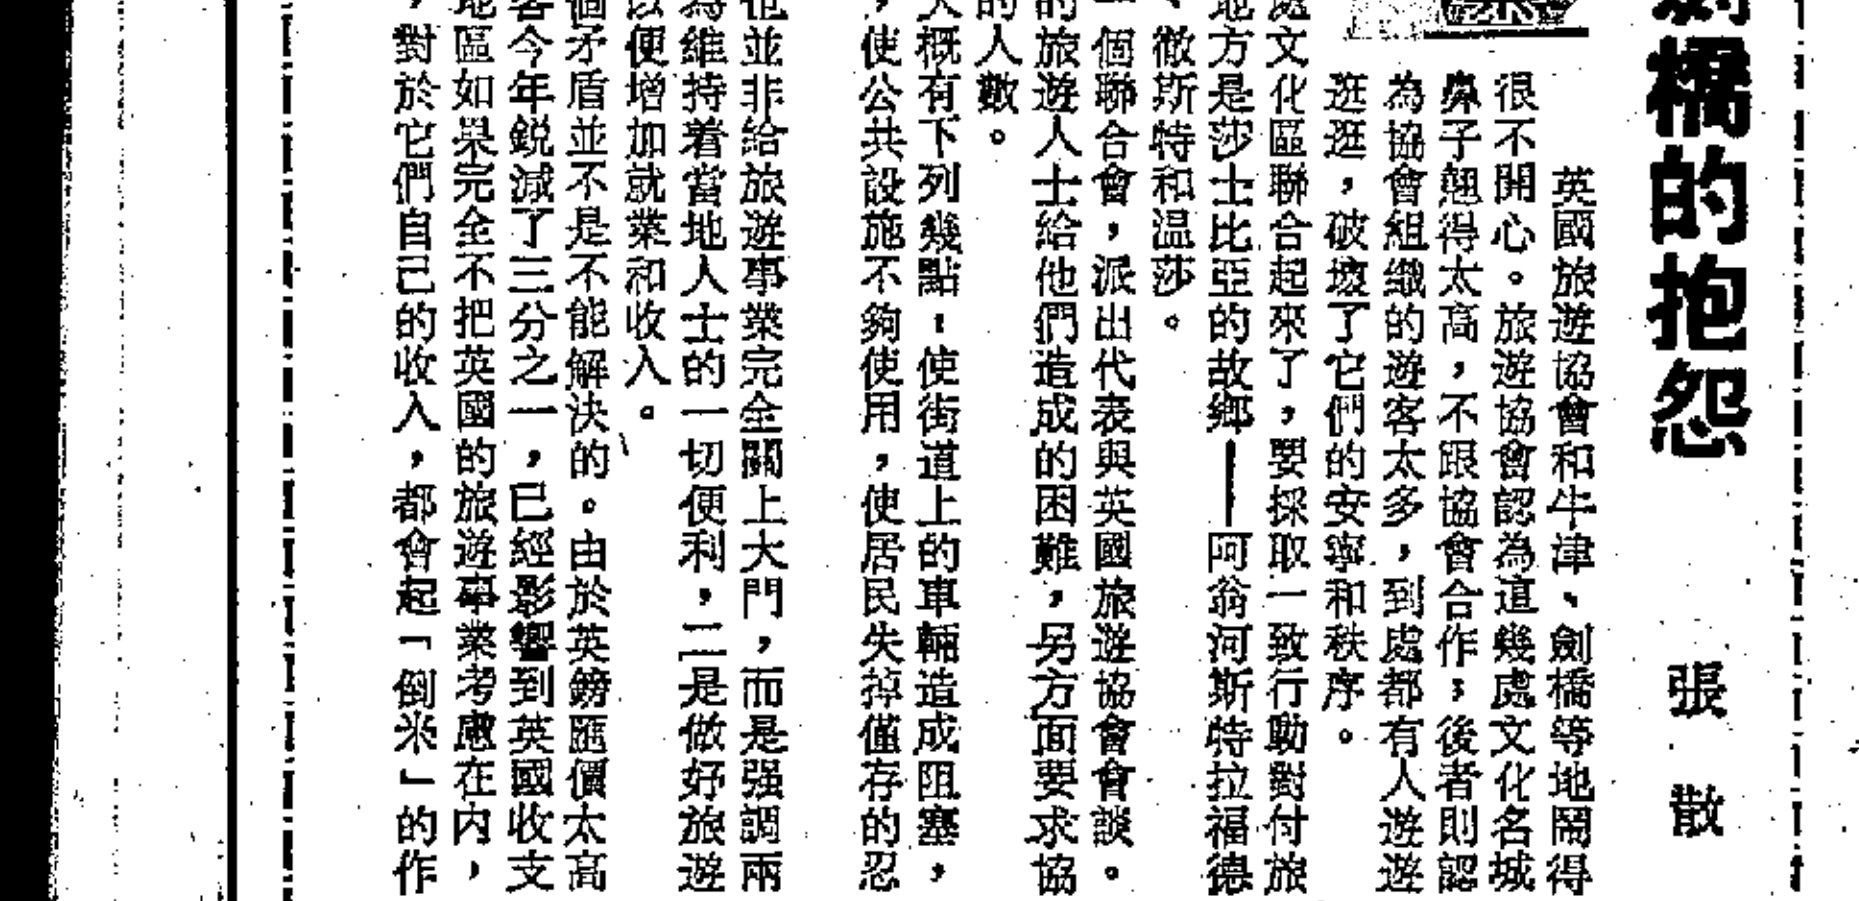 橋的抱怨
張散
英國旅遊協會和牛津、劍橋等地鬧得
很不開心。旅遊協會認為這幾處文化名城
鼻子翹得太高,不跟協會合作,後者則認
為協會組織的遊客太多,到處都有人遊遊
逛逛,破壞了它們的安寧和秩序。
處文化區聯合起來了,要採取一致行動對付旅
地方是莎士比亞的故鄉——阿翁河斯特拉福德
、徹斯特和温莎。
一個聯合會,派出代表與英國旅遊協會會談。
的旅遊人士給他們造成的困難,另方面要求協
的人數。
大概有下列幾點:使街道上的車輛造成阻塞,
,使公共設施不夠使用,使居民失掉僅存的忍
也並非給旅遊事業完全關上大門,而是强調兩
為維持着當地人士的一切便利,二是做好旅遊
以便增加就業和收入。
個矛盾並不是不能解決的。由於英鎊匯價太高
客今年銳減了三分之一,已經影響到英國收支
地區如果完全不把英國的旅遊事業考慮在內,
,對於它們自己的收入,都會起「倒米」的作